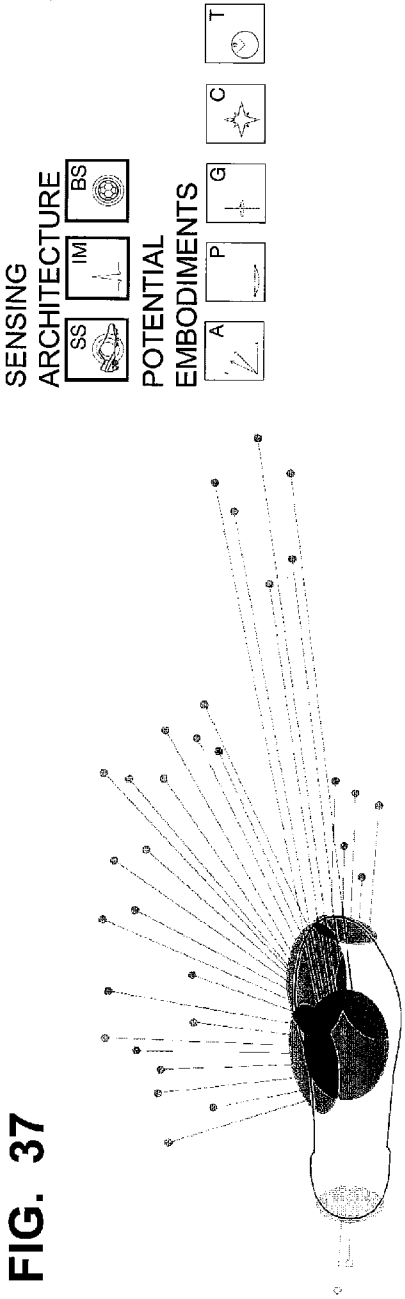 FIG. 37
SENSING
ARCHITECTURE
SS IM BS
POTENTIAL
EMBODIMENTS
A P G C T